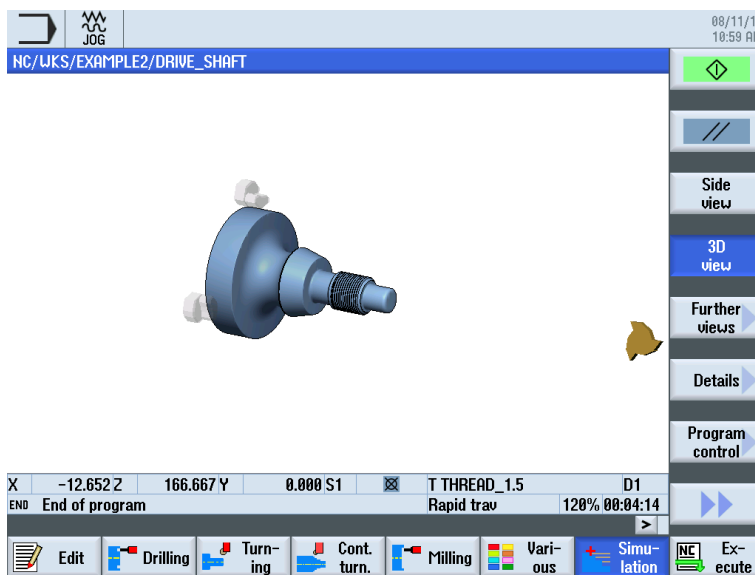 JOG
08/11/1
10:59 A
NC/WKS/EXAMPLE2/DRIVE_SHAFT
Side
view
3D
view
Further
views
Details
Program
control
X -12.652 Z 166.667 Y 0.000 S1 T THREAD_1.5 D1
END End of program Rapid trav 120% 00:04:14
>
Edit
Drilling
Turn-
ing
Cont.
turn.
Milling
Vari-
ous
Simu-
lation
NC
Ex-
ecute